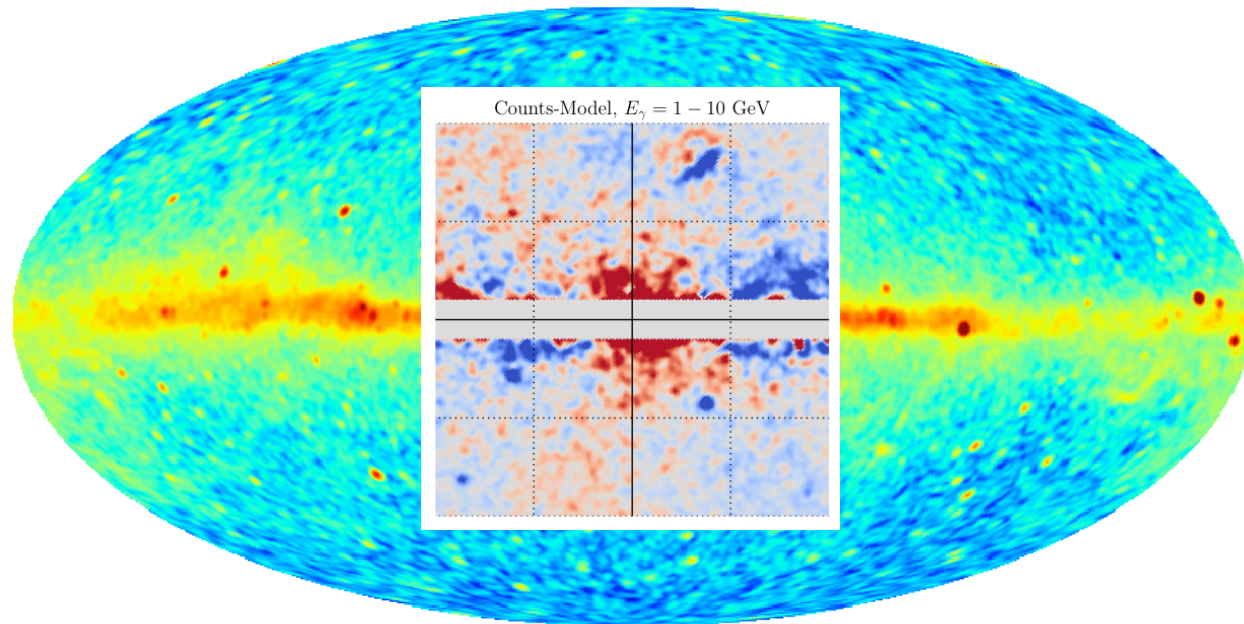 Counts-Model, $E_\gamma = 1 - 10$ GeV